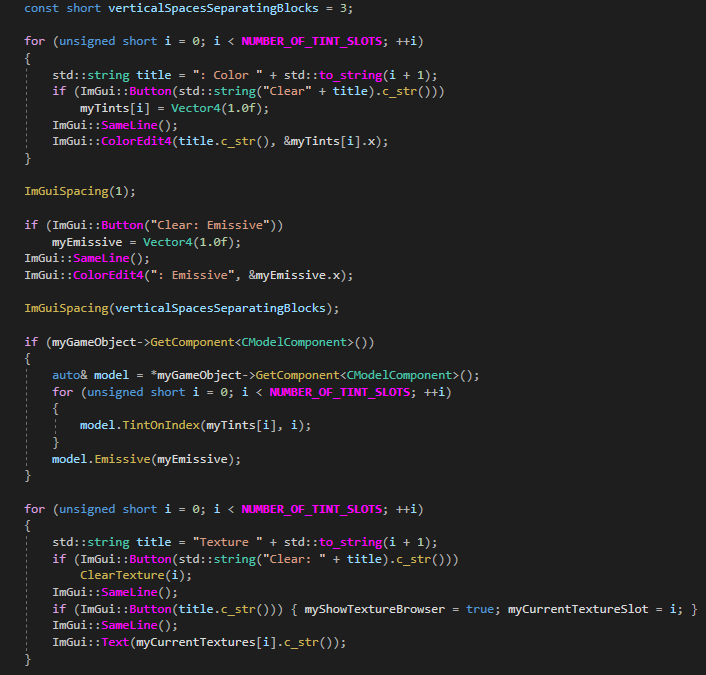 const short verticalSpacesSeparatingBlocks = 3;
for (unsigned short i = 0; i < NUMBER_OF_TINT_SLOTS; ++i)
{
std::string title = ": Color " + std::to_string(i + 1);
if (ImGui::Button(std::string("Clear" + title).c_str()))
myTints[i] = Vector4(1.0f);
ImGui::SameLine();
ImGui::ColorEdit4(title.c_str(), &myTints[i].x);
}
ImGuiSpacing(1);
if (ImGui::Button("Clear: Emissive"))
myEmissive = Vector4(1.0f);
ImGui::SameLine();
ImGui::ColorEdit4(": Emissive", &myEmissive.x);
ImGuiSpacing(verticalSpacesSeparatingBlocks);
if (myGameObject->GetComponent<CModelComponent>())
{
auto& model = *myGameObject->GetComponent<CModelComponent>();
for (unsigned short i = 0; i < NUMBER_OF_TINT_SLOTS; ++i)
{
model.TintOnIndex(myTints[i], i);
}
model.Emissive(myEmissive);
}
for (unsigned short i = 0; i < NUMBER_OF_TINT_SLOTS; ++i)
{
std::string title = "Texture " + std::to_string(i + 1);
if (ImGui::Button(std::string("Clear: " + title).c_str()))
ClearTexture(i);
ImGui::SameLine();
if (ImGui::Button(title.c_str())) { myShowTextureBrowser = true; myCurrentTextureSlot = i; }
ImGui::SameLine();
ImGui::Text(myCurrentTextures[i].c_str());
}